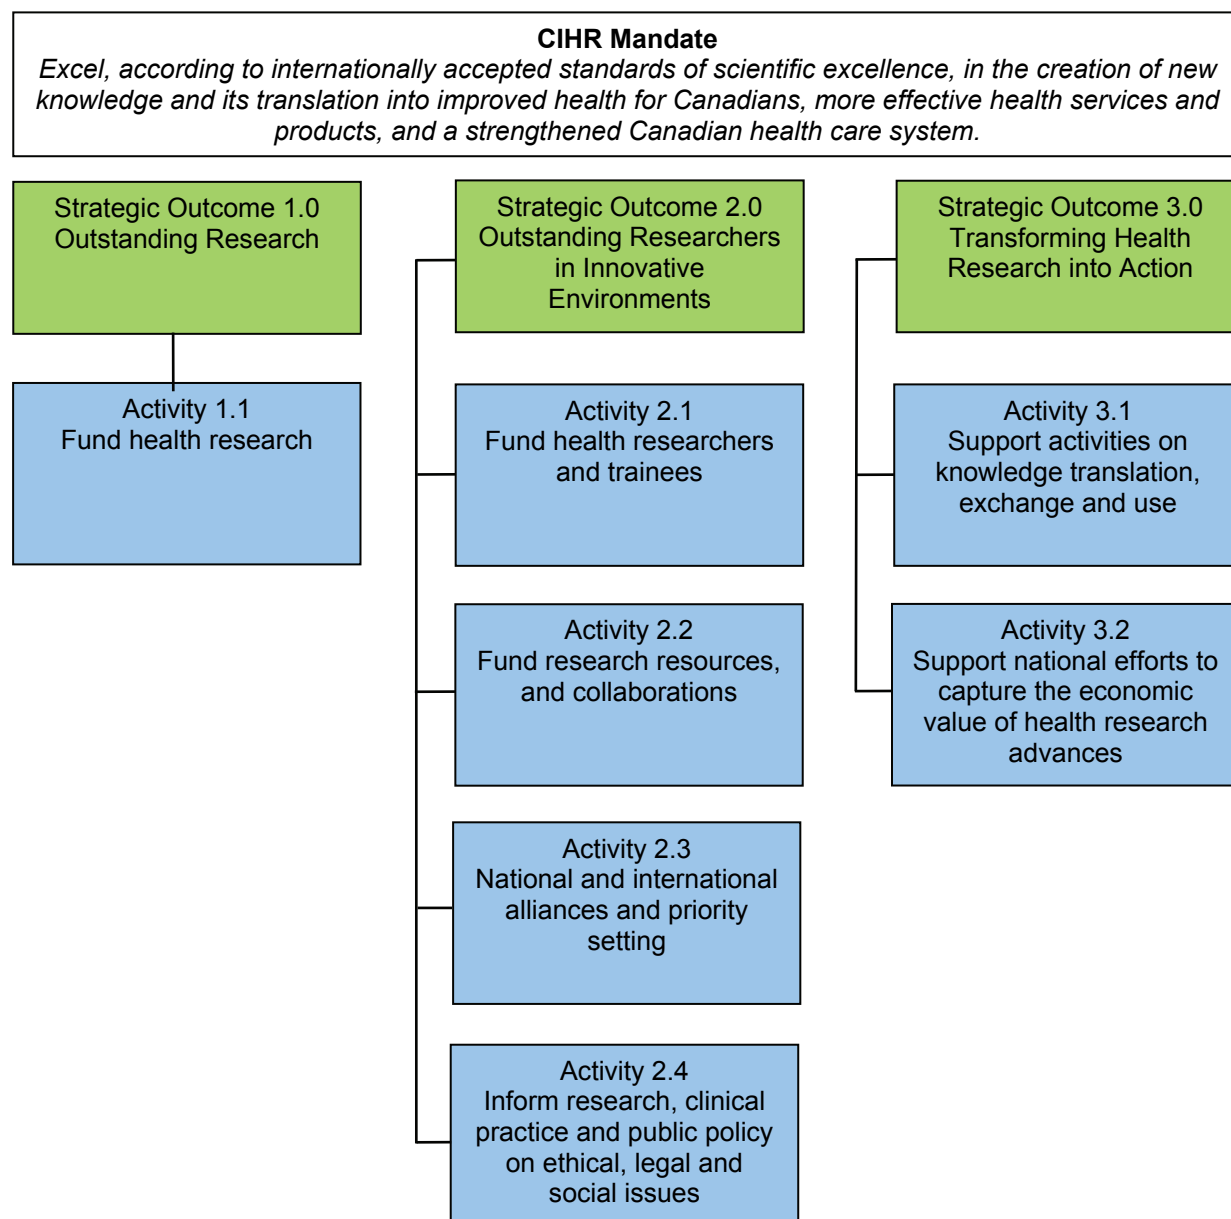 CIHR Mandate
Excel, according to internationally accepted standards of scientific excellence, in the creation of new
knowledge and its translation into improved health for Canadians, more effective health services and
products, and a strengthened Canadian health care system.
Strategic Outcome 1.0
Outstanding Research
Activity 1.1
Fund health research
Strategic Outcome 2.0
Outstanding Researchers
in Innovative
Environments
Activity 2.1
Fund health researchers
and trainees
Activity 2.2
Fund research resources,
and collaborations
Activity 2.3
National and international
alliances and priority
setting
Activity 2.4
Inform research, clinical
practice and public policy
on ethical, legal and
social issues
Strategic Outcome 3.0
Transforming Health
Research into Action
Activity 3.1
Support activities on
knowledge translation,
exchange and use
Activity 3.2
Support national efforts to
capture the economic
value of health research
advances